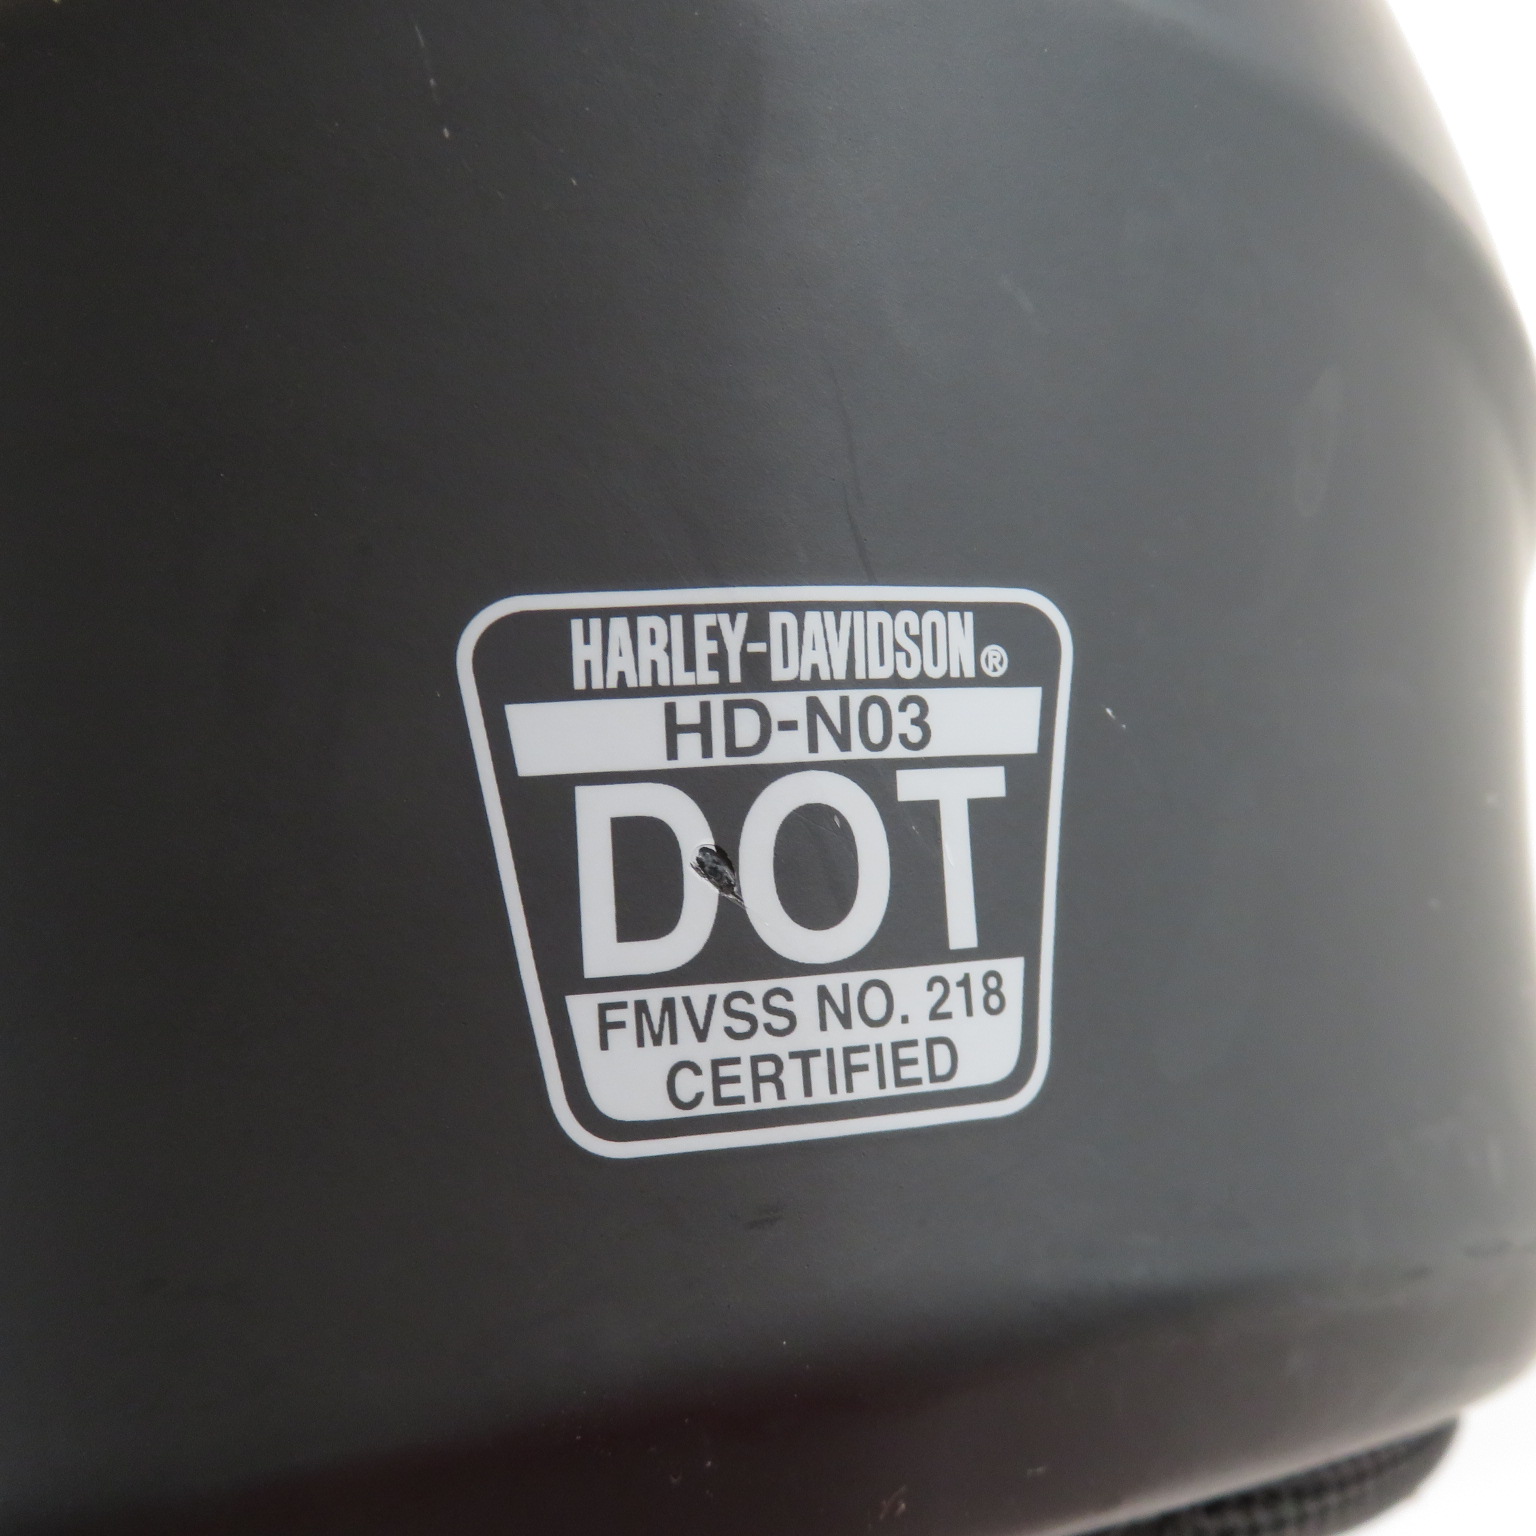 HARLEY-DAVIDSON®
HD-N03
DOT
FMVSS NO. 218
CERTIFIED